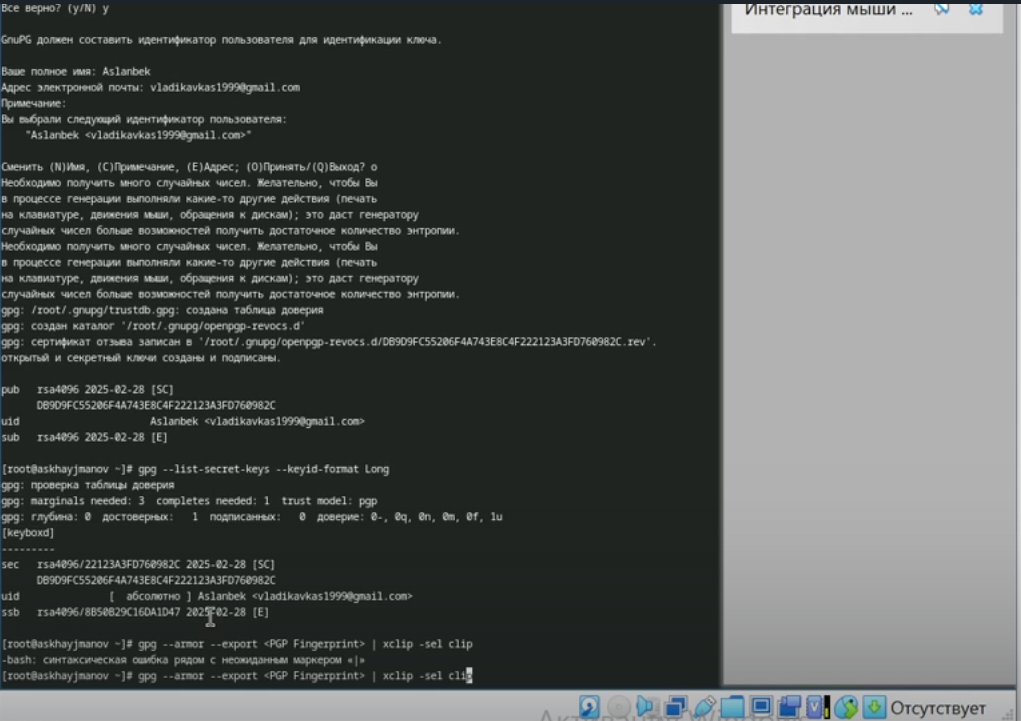 Все верно? (y/N) y
GnuPG должен составить идентификатор пользователя для идентификации ключа.
Ваше полное имя: Aslanbek
Адрес электронной почты: vladikavkas1999@gmail.com
Примечание:
Вы выбрали следующий идентификатор пользователя:
"Aslanbek <vladikavkas1999@gmail.com>"
Сменить (N)Имя, (C)Примечание, (E)Адрес; (O)Принять/(Q)Выход? o
Необходимо получить много случайных чисел. Желательно, чтобы Вы
в процессе генерации выполняли какие-то другие действия (печать
на клавиатуре, движения мыши, обращения к дискам); это даст генератору
случайных чисел больше возможностей получить достаточное количество энтропии.
Необходимо получить много случайных чисел. Желательно, чтобы Вы
в процессе генерации выполняли какие-то другие действия (печать
на клавиатуре, движения мыши, обращения к дискам); это даст генератору
случайных чисел больше возможностей получить достаточное количество энтропии.
gpg: /root/.gnupg/trustdb.gpg: создана таблица доверия
gpg: создан каталог '/root/.gnupg/openpgp-revocs.d'
gpg: сертификат отзыва записан в '/root/.gnupg/openpgp-revocs.d/DB9D9FC55206F4A743E8C4F222123A3FD760982C.rev'.
открытый и секретный ключи созданы и подписаны.
pub rsa4096 2025-02-28 [SC]
DB9D9FC55206F4A743E8C4F222123A3FD760982C
uid Aslanbek <vladikavkas1999@gmail.com>
sub rsa4096 2025-02-28 [E]
[root@askhayjmanov ~]# gpg --list-secret-keys --keyid-format Long
gpg: проверка таблицы доверия
gpg: marginals needed: 3 completes needed: 1 trust model: pgp
gpg: глубина: 0 достоверных: 1 подписанных: 0 доверие: 0-, 0q, 0n, 0m, 0f, 1u
[keyboxd]
---------
sec rsa4096/22123A3FD760982C 2025-02-28 [SC]
DB9D9FC55206F4A743E8C4F222123A3FD760982C
uid [ абсолютно ] Aslanbek <vladikavkas1999@gmail.com>
ssb rsa4096/8B50B29C16DA1D47 2025-02-28 [E]
[root@askhayjmanov ~]# gpg --armor --export <PGP Fingerprint> | xclip -sel clip
-bash: синтаксическая ошибка рядом с неожиданным маркером «|»
[root@askhayjmanov ~]# gpg --armor --export <PGP Fingerprint> | xclip -sel clip
Интеграция мыши ...
Отсутствует